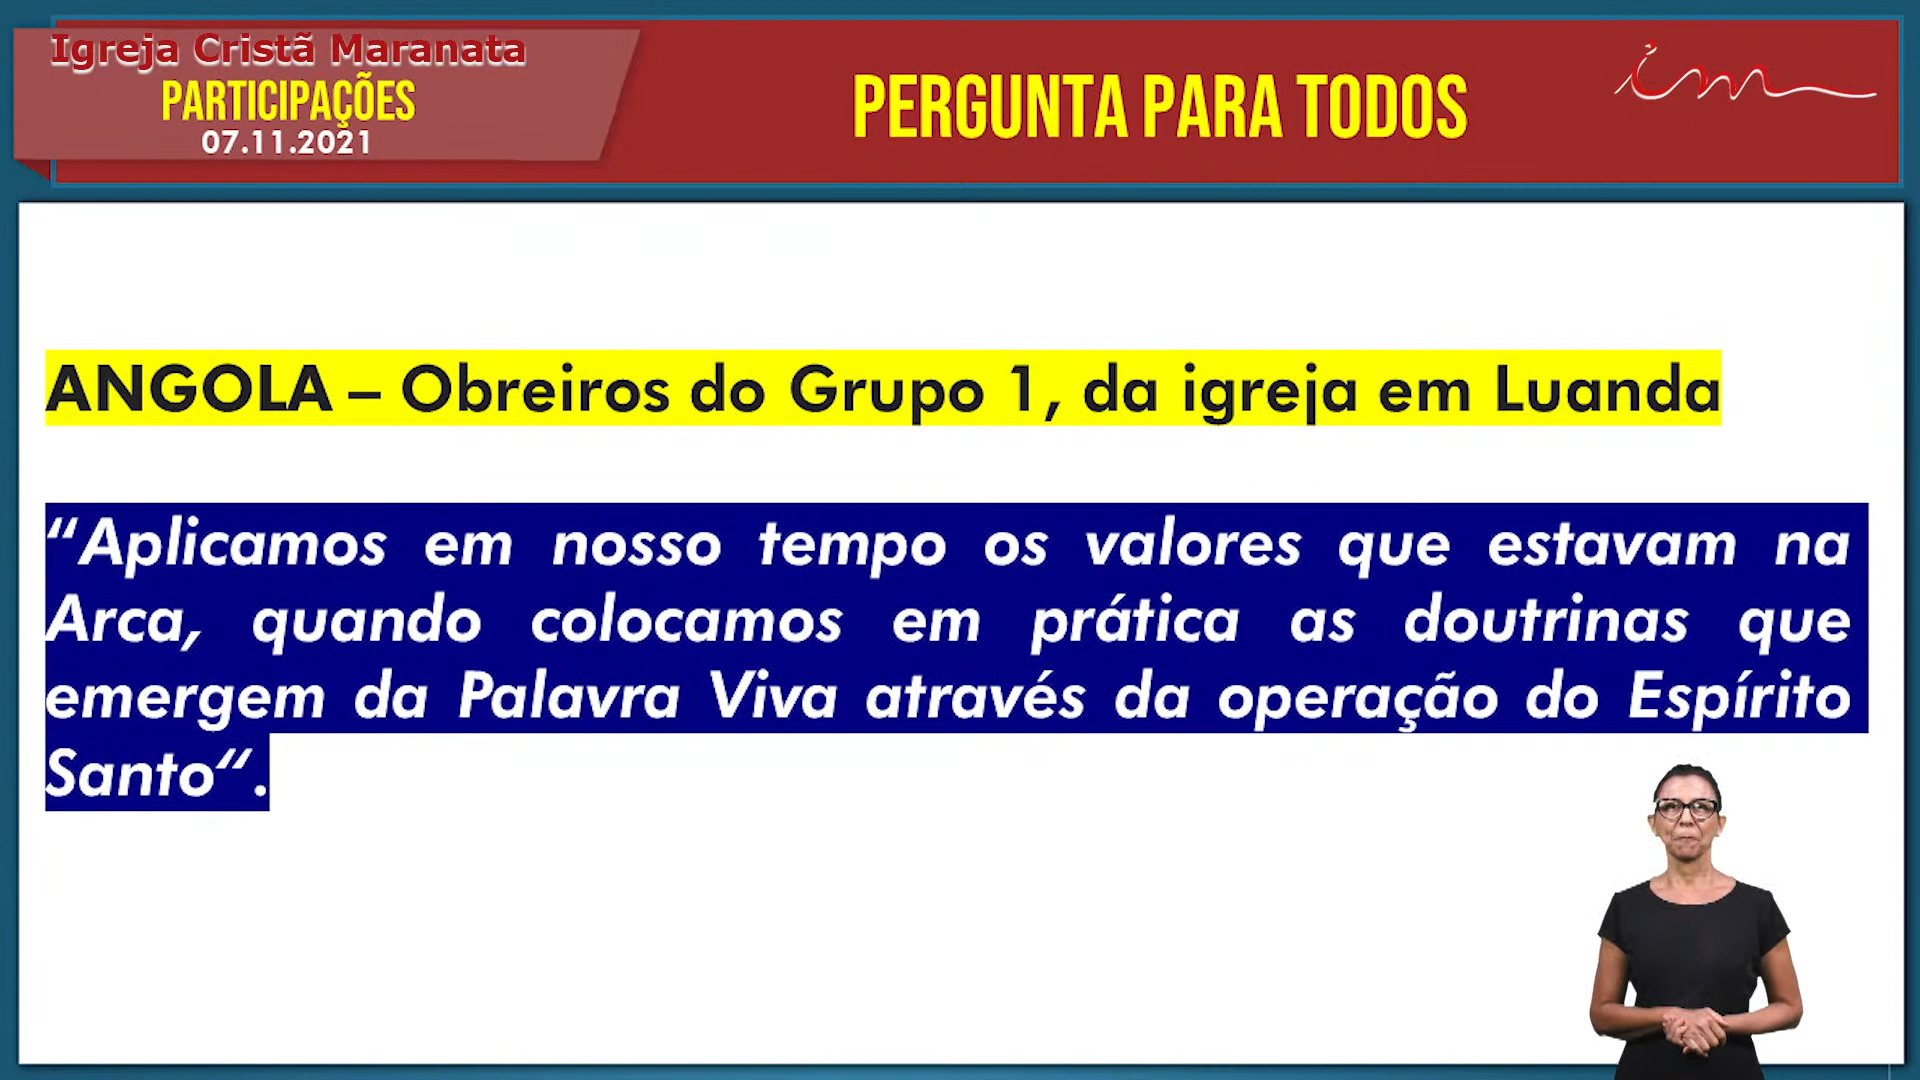 Igreja Cristã Maranata
PARTICIPAÇÕES
07.11.2021
PERGUNTA PARA TODOS
im
ANGOLA – Obreiros do Grupo 1, da igreja em Luanda
“Aplicamos em nosso tempo os valores que estavam na
Arca, quando colocamos em prática as doutrinas que
emergem da Palavra Viva através da operação do Espírito
Santo“.